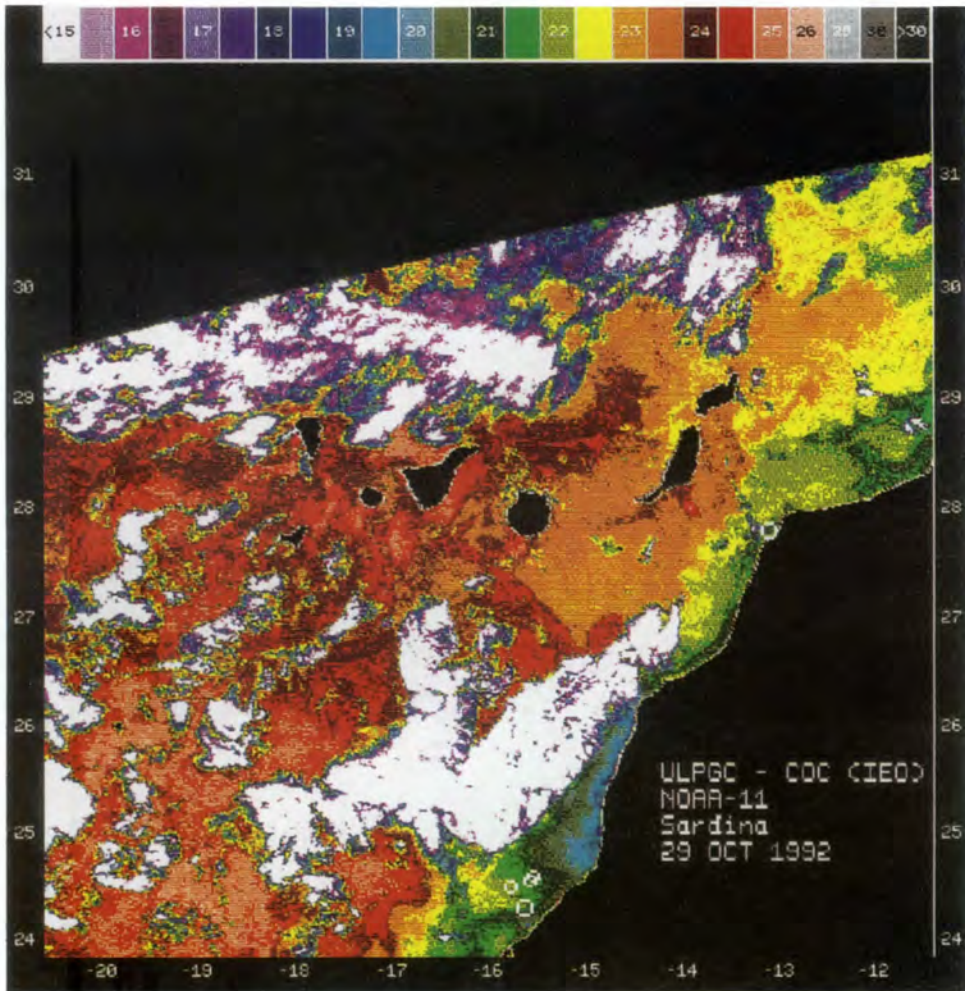 <15 16 17 18 19 20 21 22 23 24 25 26 28 30 >30
31 31
30 30
29 29
28 28
27 27
26 26
ULPGC - COC (IEO)
NOAA-11
25 Sardina 25
29 OCT 1992
24 24
-20 -19 -18 -17 -16 -15 -14 -13 -12